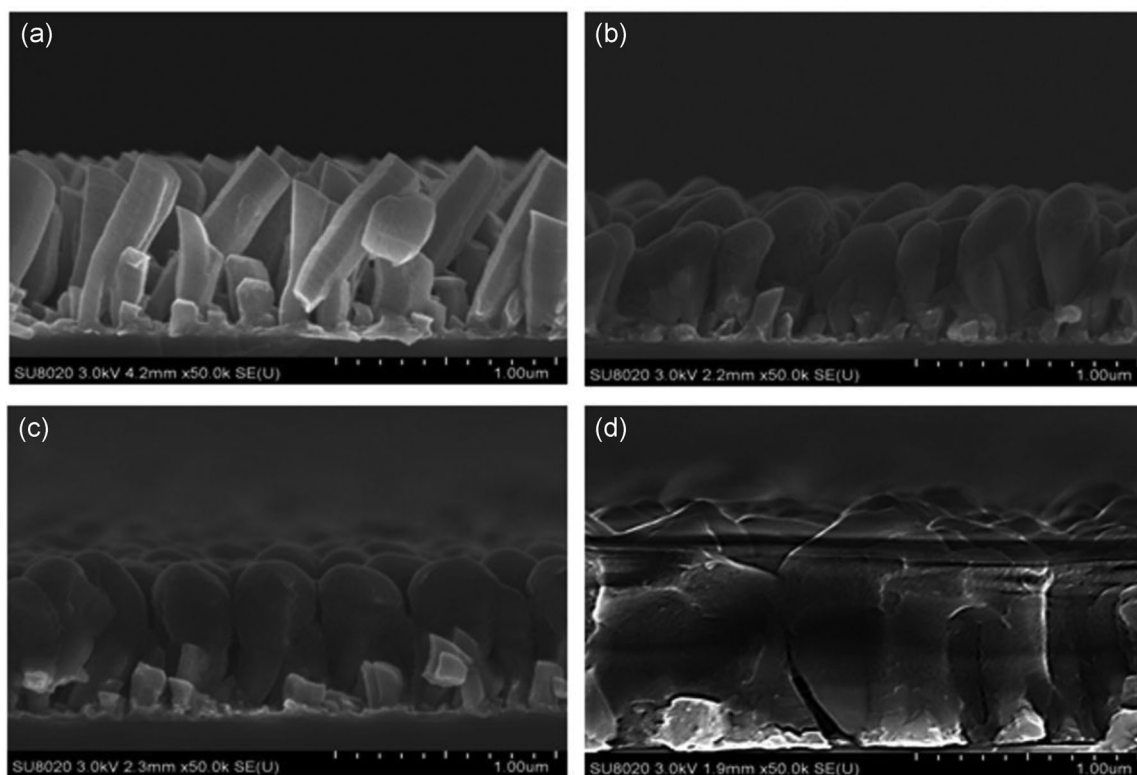 (a)
(b)
SU8020 3.0kV 4.2mm x50.0k SE(U) 1.00um
SU8020 3.0kV 2.2mm x50.0k SE(U) 1.00um
(c)
(d)
SU8020 3.0kV 2.3mm x50.0k SE(U) 1.00um
SU8020 3.0kV 1.9mm x50.0k SE(U) 1.00um